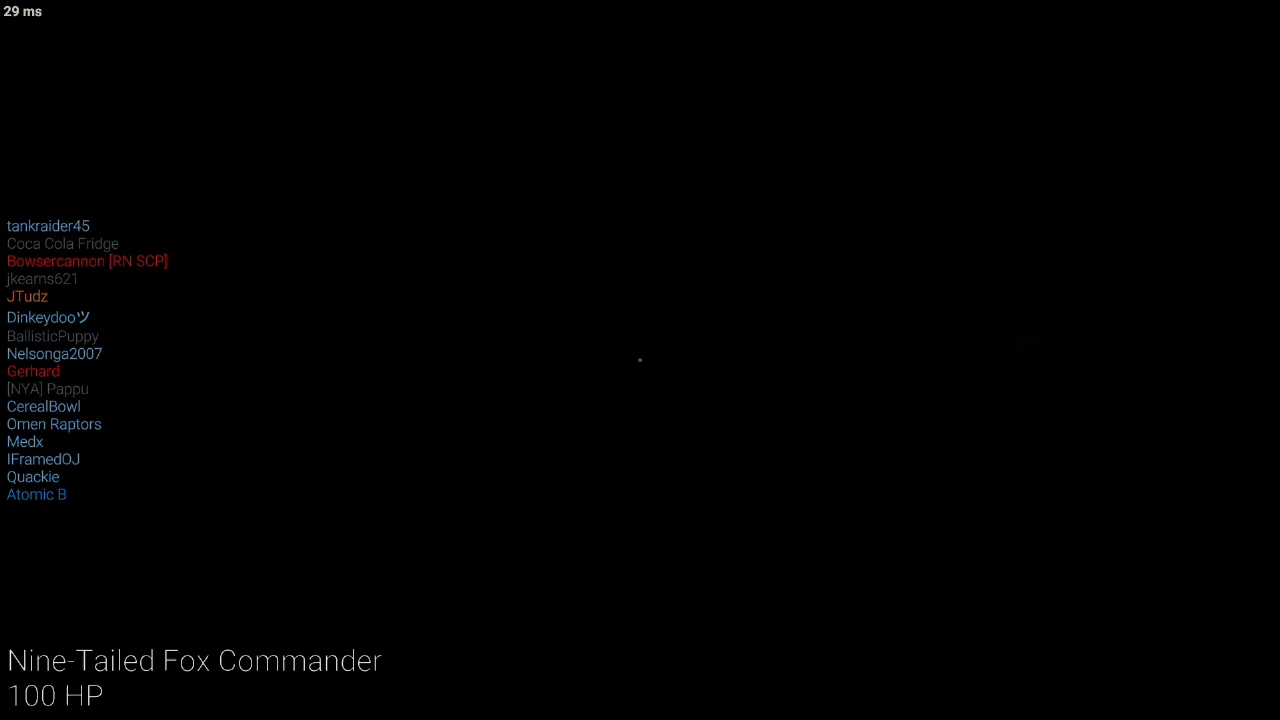 29 ms
tankraider45
Coca Cola Fridge
Bowsercannon [RN SCP]
jkearns621
JTudz
Dinkeydooツ
BallisticPuppy
Nelsonga2007
Gerhard
[NYA] Pappu
CerealBowl
Omen Raptors
Medx
IFramedOJ
Quackie
Atomic B
Nine-Tailed Fox Commander
100 HP